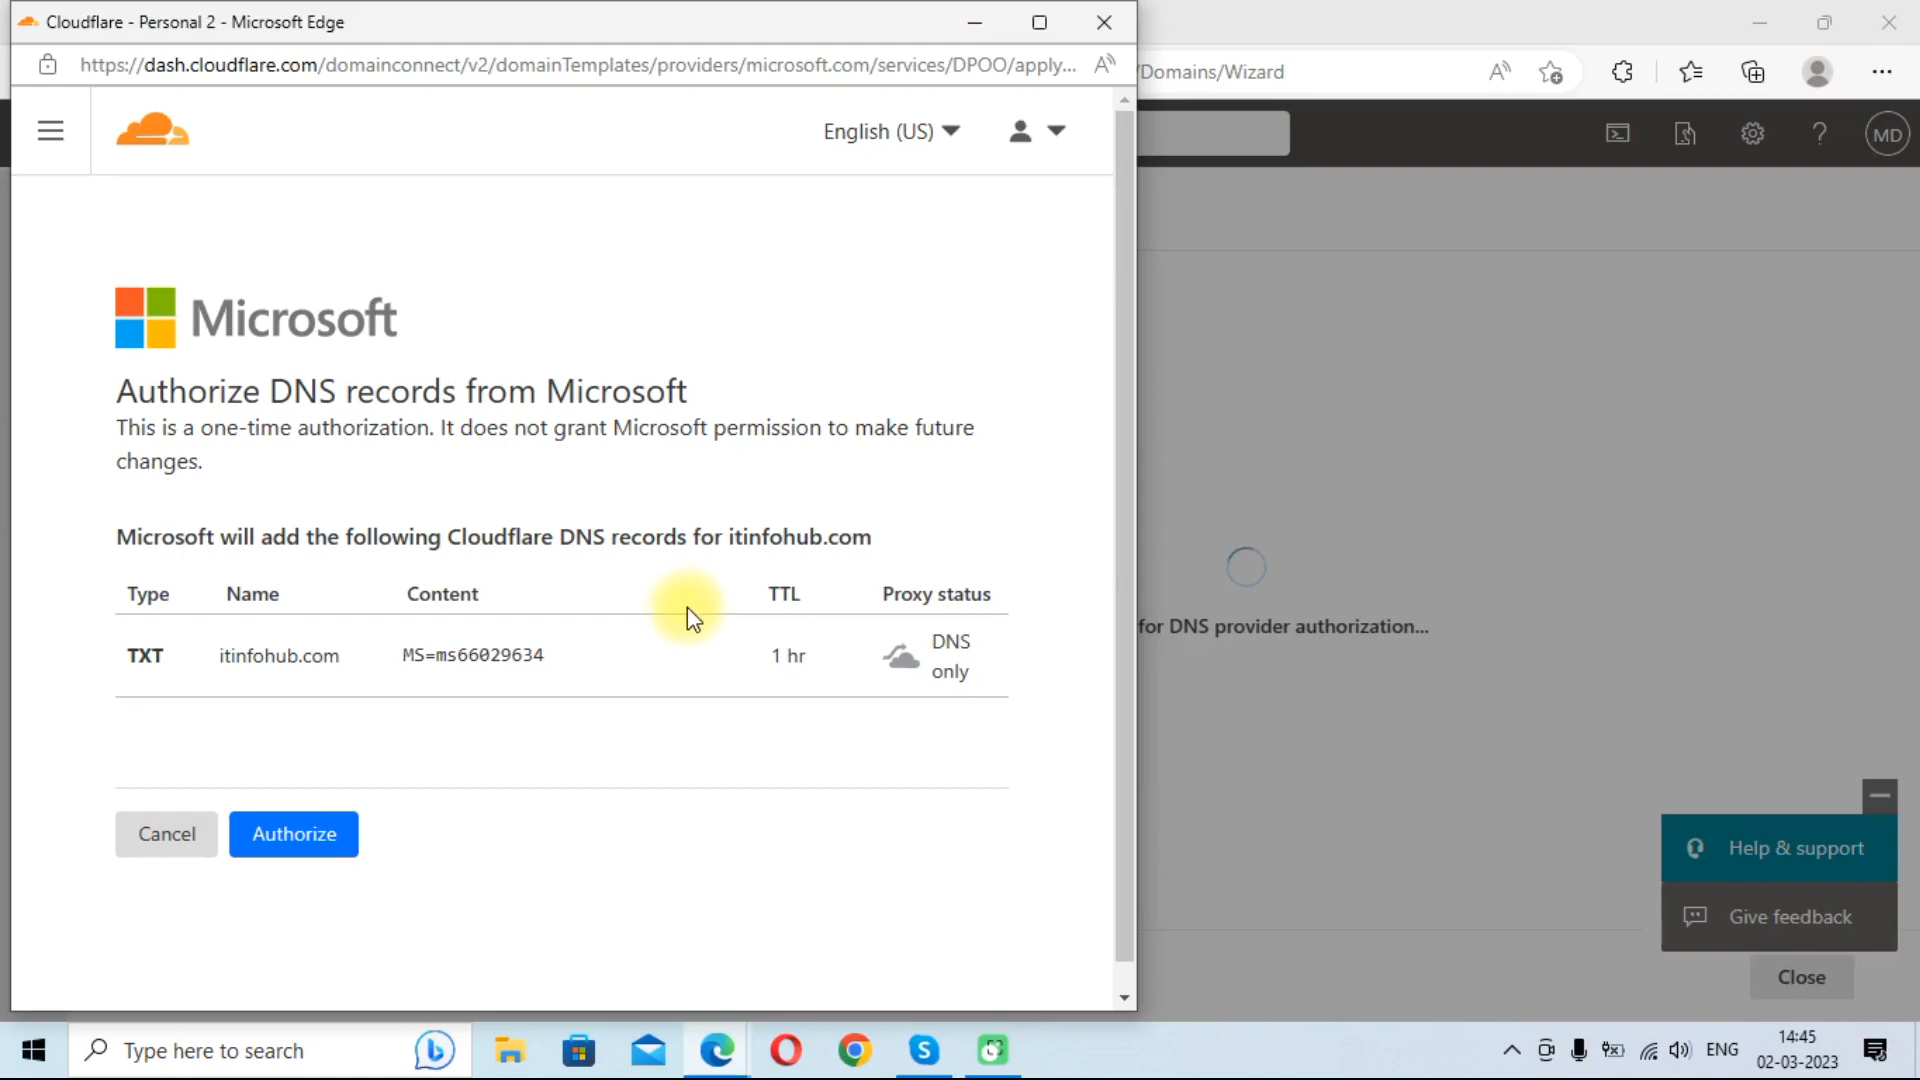 Cloudflare - Personal 2 - Microsoft Edge
https://dash.cloudflare.com/domainconnect/v2/domainTemplates/providers/microsoft.com/services/DPOO/apply...
/Domains/Wizard
English (US)
MD
Microsoft
Authorize DNS records from Microsoft
This is a one-time authorization. It does not grant Microsoft permission to make future
changes.
Microsoft will add the following Cloudflare DNS records for itinfohub.com
Type Name Content TTL Proxy status
TXT itinfohub.com MS=ms66029634 1 hr DNS only
for DNS provider authorization...
Cancel Authorize
Help & support
Give feedback
Close
Type here to search
ENG
14:45
02-03-2023